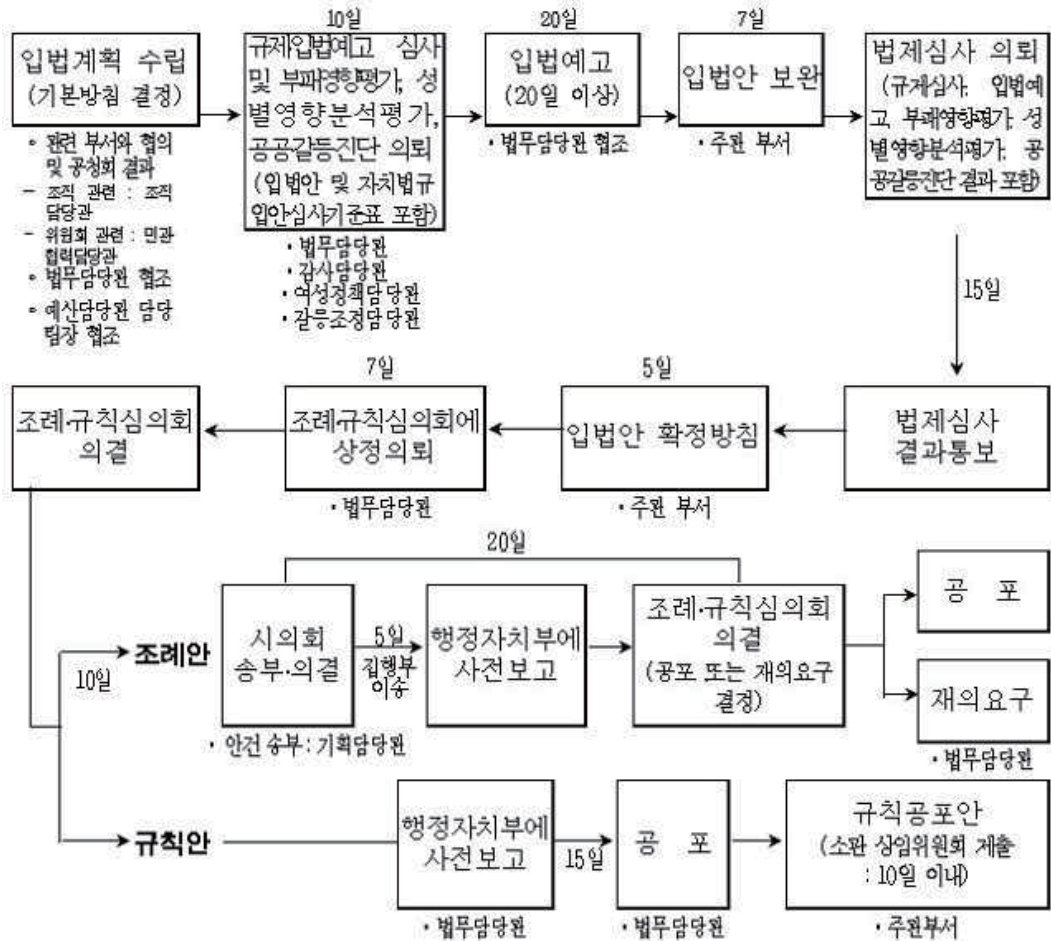 10일
20일
7일
입법계획 수립
(기본방침 결정)
◦ 관련 부서와 협의
및 공청회 결과
- 조직 관련 : 조직
담당관
- 위원회 관련 : 민관
협력담당관
◦ 법무담당관 협조
◦ 예산담당관 담당
팀장 협조
규제입법예고 심사
및 부패영향평가, 성
별영향분석평가,
공공갈등진단 의뢰
(입법안 및 자치법규
입안심사기준표 포함)
· 법무담당관
· 감사담당관
· 여성정책담당관
· 갈등조정담당관
입법예고
(20일 이상)
· 법무담당관 협조
입법안 보완
· 주관 부서
법제심사 의뢰
(규제심사, 입법예
고, 부패영향평가, 성
별영향분석평가, 공
공갈등진단 결과 포함)
15일
7일
5일
조례·규칙심의회
의결
조례·규칙심의회에
상정의뢰
· 법무담당관
입법안 확정방침
· 주관 부서
법제심사
결과통보
20일
10일
조례안
시의회
송부·의결
· 안건 송부 : 기획담당관
5일
집행부
이송
행정자치부에
사전보고
조례·규칙심의회
의결
(공포 또는 재의요구
결정)
공 포
재의요구
· 법무담당관
규칙안
행정자치부에
사전보고
· 법무담당관
15일
공 포
· 법무담당관
규칙공포안
(소관 상임위원회 제출
: 10일 이내)
· 주관부서